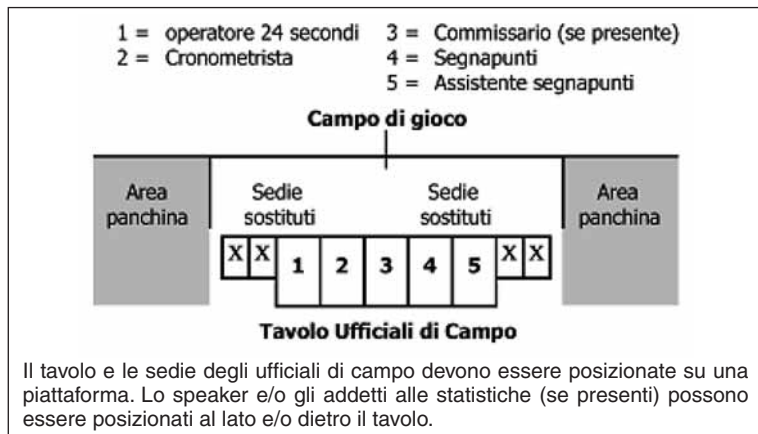 1 = operatore 24 secondi 3 = Commissario (se presente)
2 = Cronometrista 4 = Segnapunti
5 = Assistente segnapunti
Campo di gioco
Area panchina
Sedie sostituti
Sedie sostituti
Area panchina
X X 1 2 3 4 5 X X
Tavolo Ufficiali di Campo
Il tavolo e le sedie degli ufficiali di campo devono essere posizionate su una
piattaforma. Lo speaker e/o gli addetti alle statistiche (se presenti) possono
essere posizionati al lato e/o dietro il tavolo.